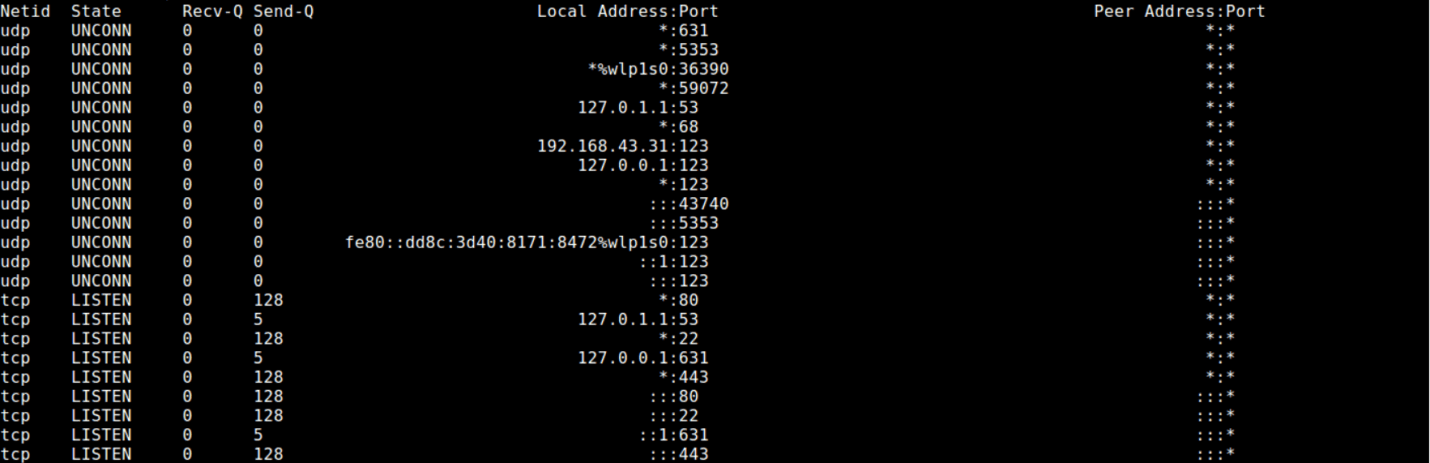 Netid State Recv-Q Send-Q Local Address:Port Peer Address:Port
udp UNCONN 0 0 *:631 *:*
udp UNCONN 0 0 *:5353 *:*
udp UNCONN 0 0 *%wlp1s0:36390 *:*
udp UNCONN 0 0 *:59072 *:*
udp UNCONN 0 0 127.0.1.1:53 *:*
udp UNCONN 0 0 *:68 *:*
udp UNCONN 0 0 192.168.43.31:123 *:*
udp UNCONN 0 0 127.0.0.1:123 *:*
udp UNCONN 0 0 *:123 *:*
udp UNCONN 0 0 :::43740 :::*
udp UNCONN 0 0 :::5353 :::*
udp UNCONN 0 0 fe80::dd8c:3d40:8171:8472%wlp1s0:123 :::*
udp UNCONN 0 0 ::1:123 :::*
udp UNCONN 0 0 :::123 :::*
tcp LISTEN 0 128 *:80 *:*
tcp LISTEN 0 5 127.0.1.1:53 *:*
tcp LISTEN 0 128 *:22 *:*
tcp LISTEN 0 5 127.0.0.1:631 *:*
tcp LISTEN 0 128 *:443 *:*
tcp LISTEN 0 128 :::80 :::*
tcp LISTEN 0 128 :::22 :::*
tcp LISTEN 0 5 ::1:631 :::*
tcp LISTEN 0 128 :::443 :::*